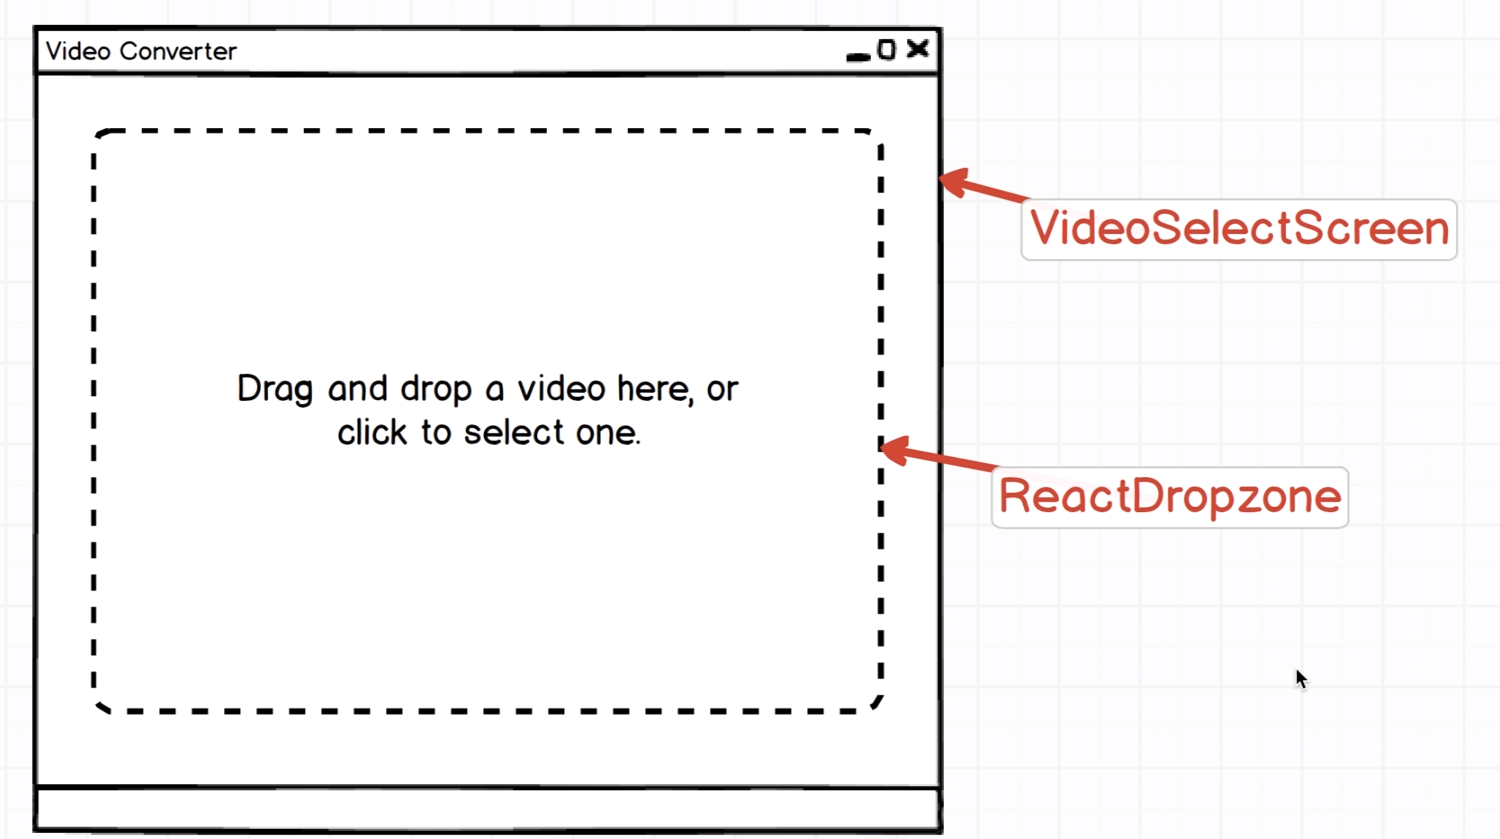 Video Converter
VideoSelectScreen
Drag and drop a video here, or
click to select one.
ReactDropzone